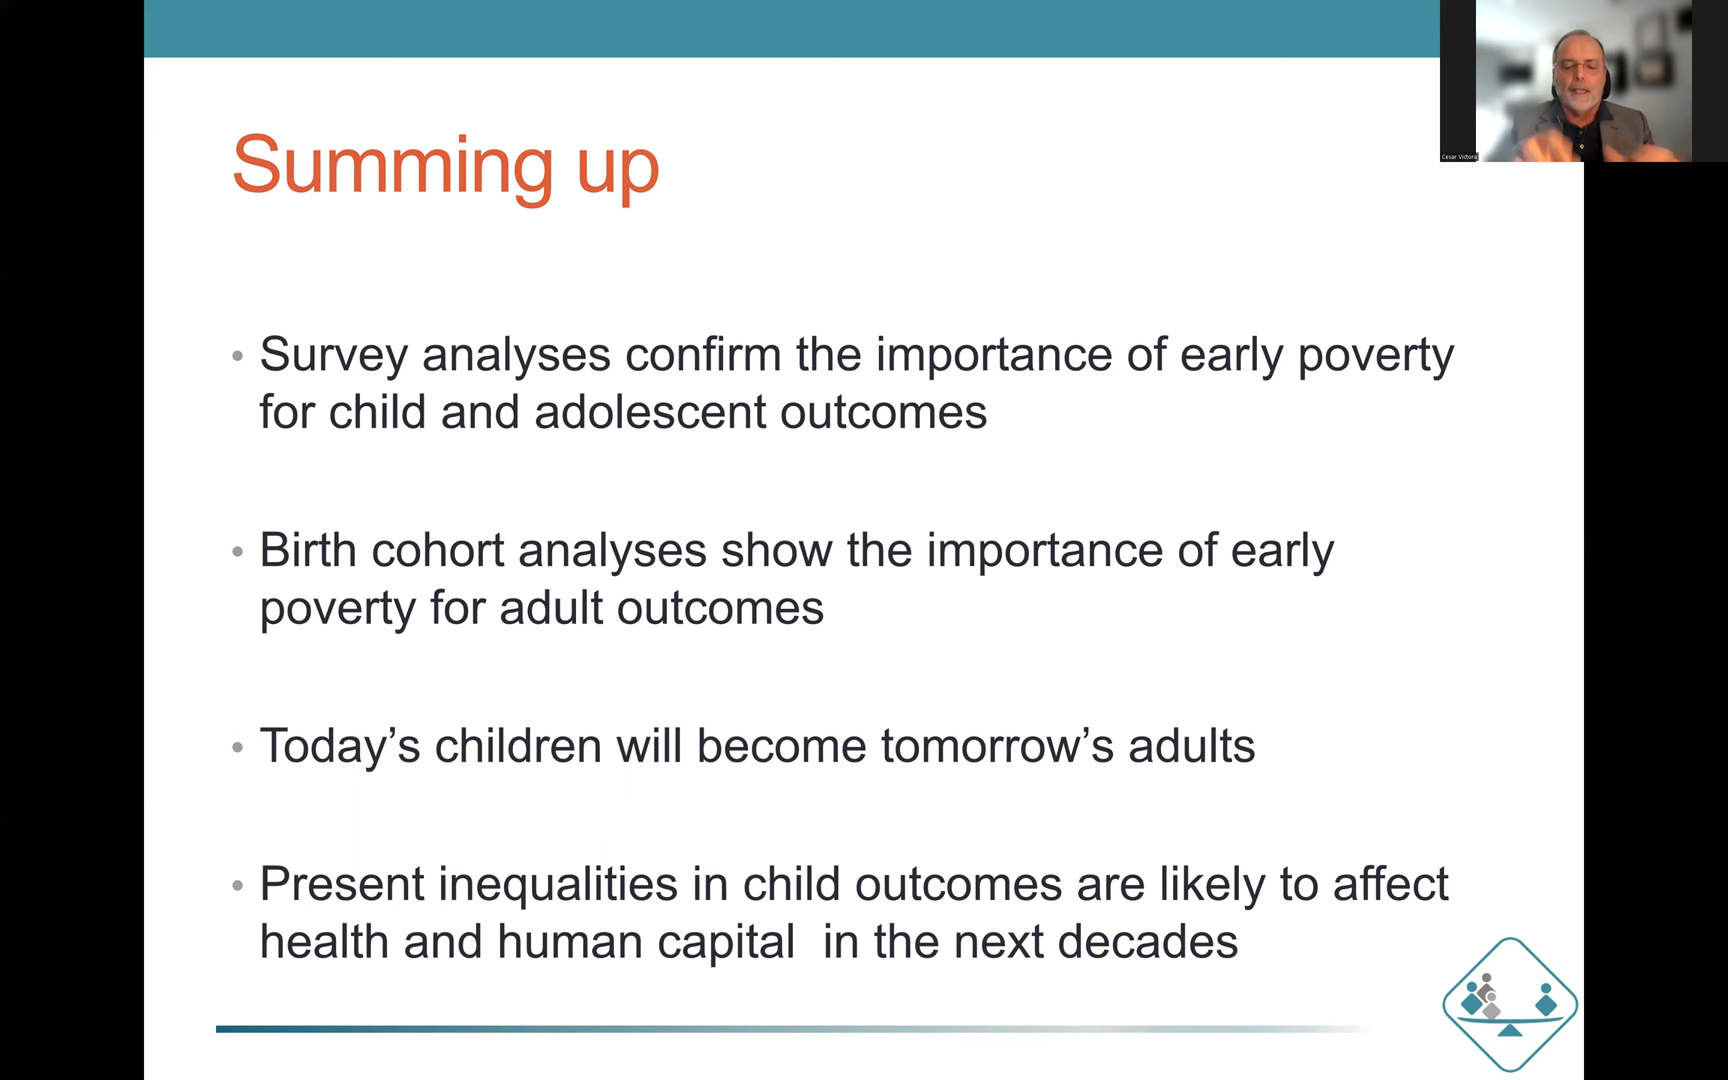 Cesar Victora
Summing up
• Survey analyses confirm the importance of early poverty
for child and adolescent outcomes
• Birth cohort analyses show the importance of early
poverty for adult outcomes
• Today’s children will become tomorrow’s adults
• Present inequalities in child outcomes are likely to affect
health and human capital  in the next decades